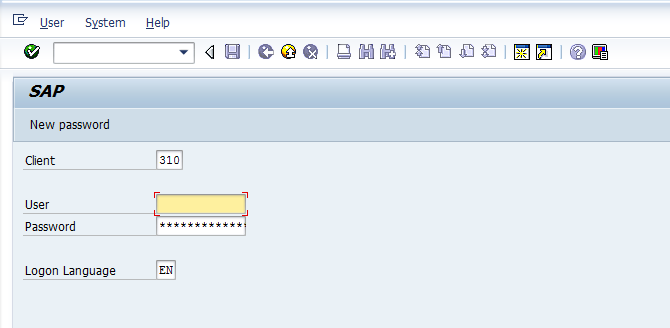 User System Help
SAP
New password
Client 310
User
Password *************
Logon Language EN